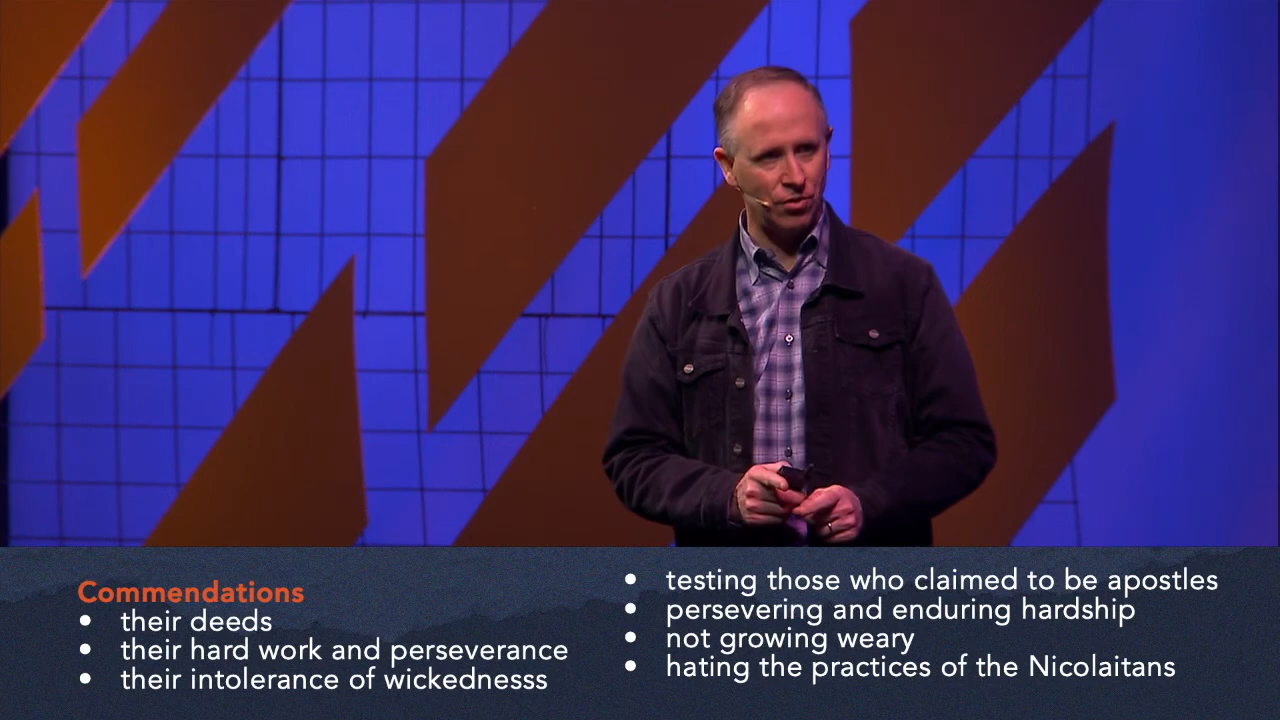 Commendations
• their deeds
• their hard work and perseverance
• their intolerance of wickednesss
• testing those who claimed to be apostles
• persevering and enduring hardship
• not growing weary
• hating the practices of the Nicolaitans